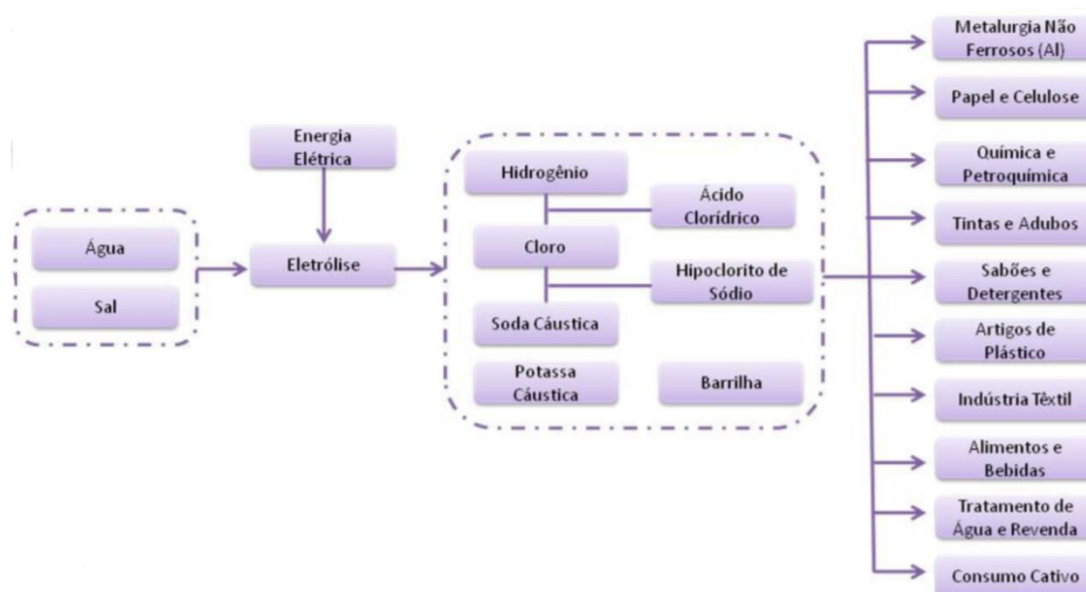 Água
Sal
Energia
Elétrica
Eletrólise
Hidrogênio
Ácido
Clorídrico
Cloro
Hipoclorito de
Sódio
Soda Cáustica
Potassa
Cáustica
Barrilha
Metalurgia Não
Ferrosos (Al)
Papel e Celulose
Química e
Petroquímica
Tintas e Adubos
Sabões e
Detergentes
Artigos de
Plástico
Indústria Têxtil
Alimentos e
Bebidas
Tratamento de
Água e Revenda
Consumo Cativo